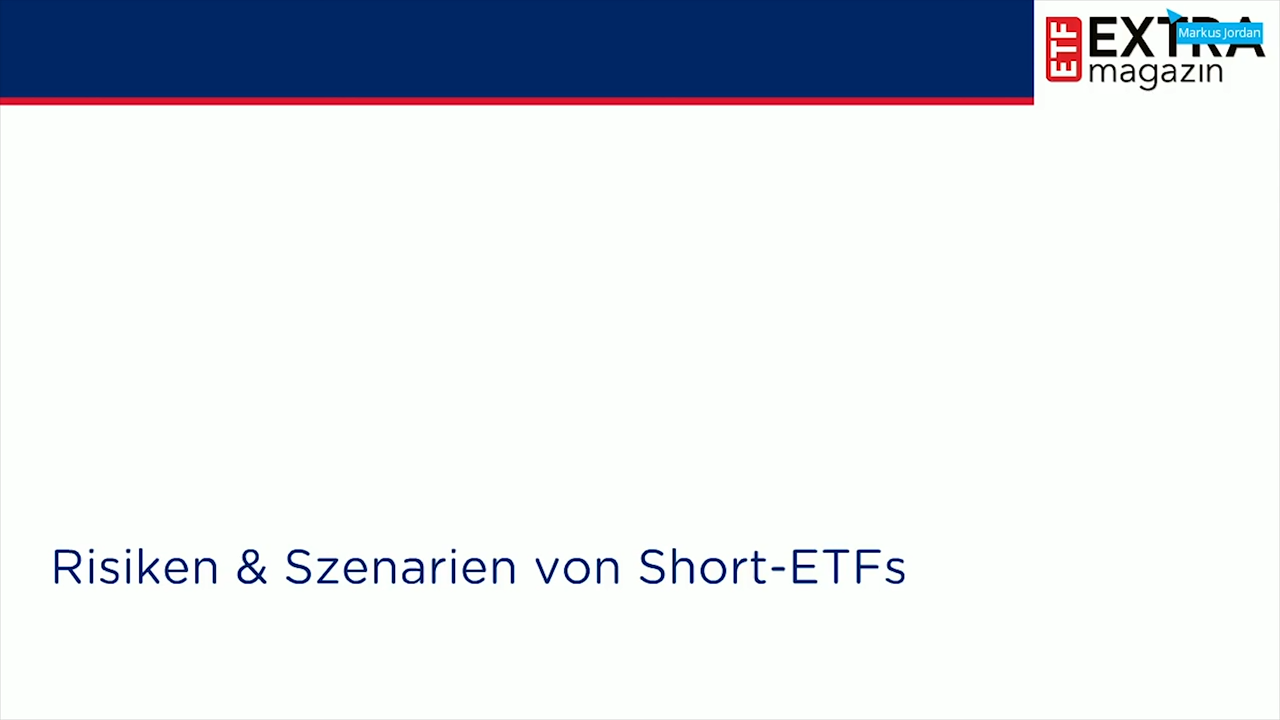 ETF
EXTRA
Markus Jordan
magazin
Risiken & Szenarien von Short-ETFs